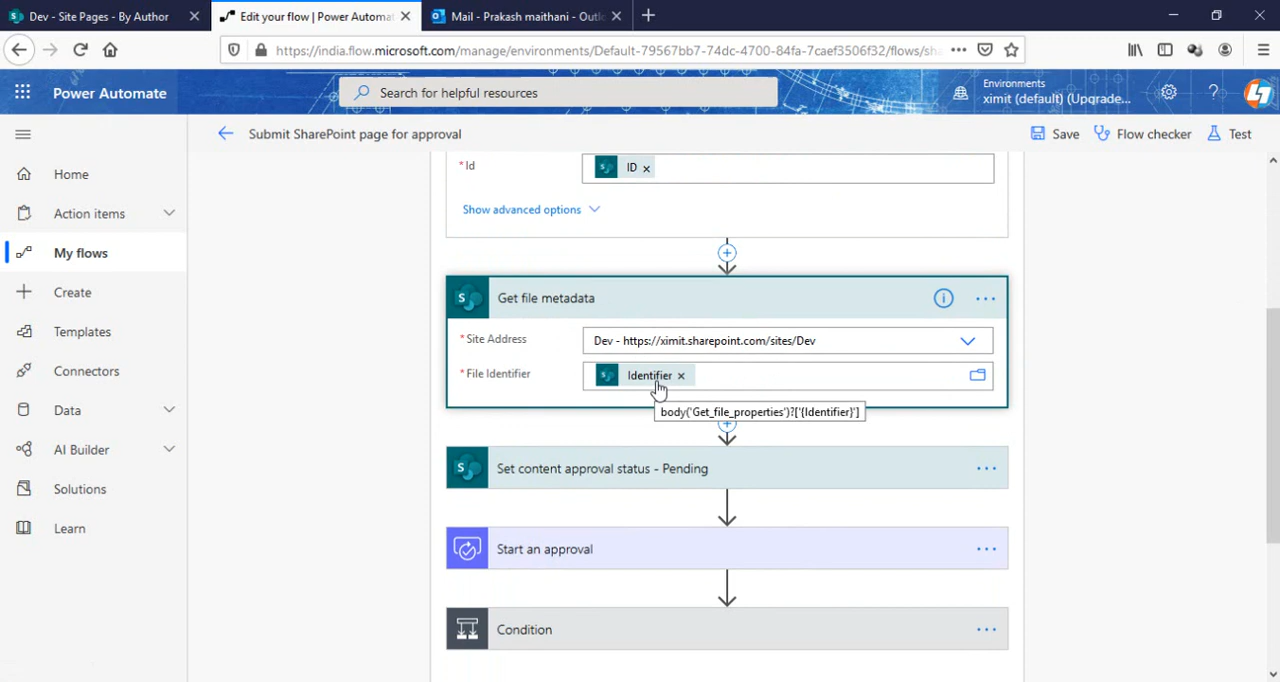 Dev - Site Pages - By Author
Edit your flow | Power Automat
Mail - Prakash maithani - Outlo
https://india.flow.microsoft.com/manage/environments/Default-79567bb7-74dc-4700-84fa-7caef3506f32/flows/sh
Power Automate
Search for helpful resources
Environments
ximit (default) (Upgrade...
Submit SharePoint page for approval
Save
Flow checker
Test
Home
Action items
My flows
Create
Templates
Connectors
Data
AI Builder
Solutions
Learn
* Id
ID ×
Show advanced options
Get file metadata
* Site Address
Dev - https://ximit.sharepoint.com/sites/Dev
* File Identifier
Identifier ×
body('Get_file_properties')?['{Identifier}']
Set content approval status - Pending
Start an approval
Condition